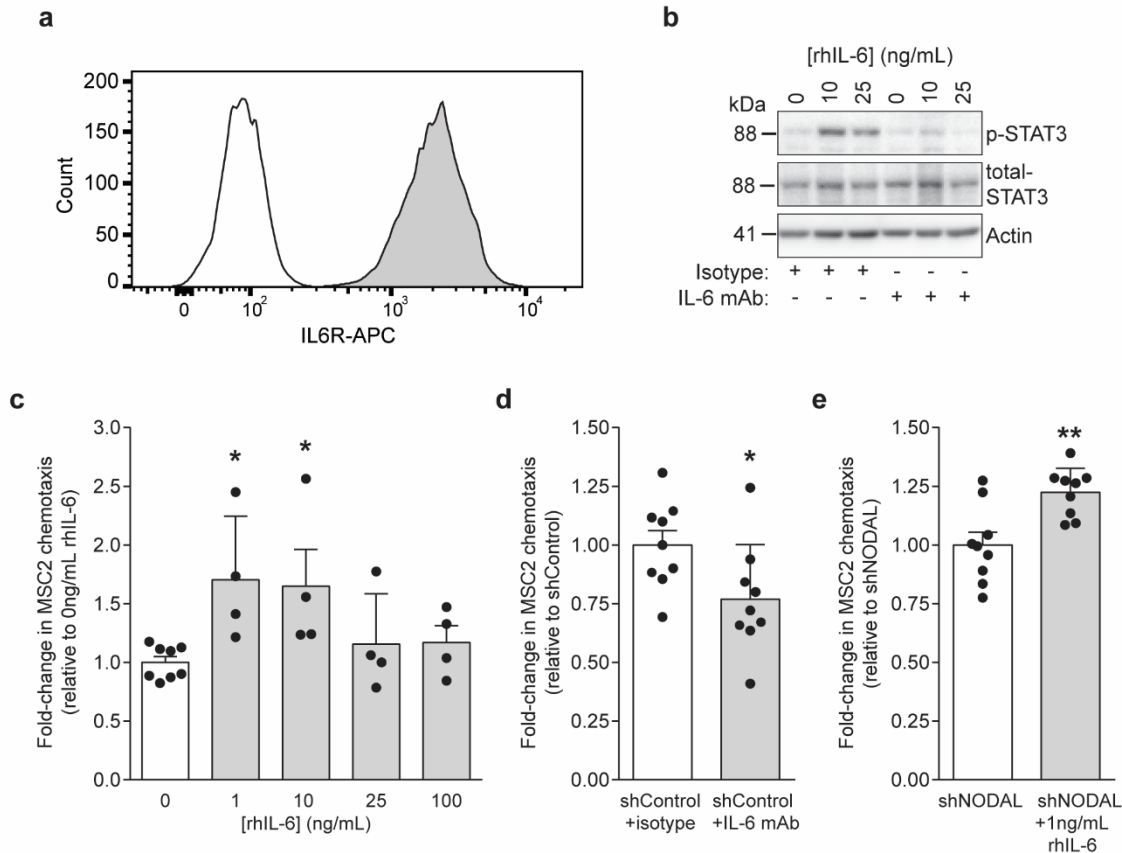 a
200
150
100
50
0
Count
0 10² 10³ 10⁴
IL6R-APC
b
[rhIL-6] (ng/mL)
kDa 0 10 25 0 10 25
88 p-STAT3
88 total-
STAT3
41 Actin
Isotype: + + + - - -
IL-6 mAb: - - - + + +
c
Fold-change in MSC2 chemotaxis
(relative to 0ng/mL rhIL-6)
3.0
2.5
2.0
1.5
1.0
0.5
0.0
* *
0 1 10 25 100
[rhIL-6] (ng/mL)
d
Fold-change in MSC2 chemotaxis
(relative to shControl)
1.50
1.25
1.00
0.75
0.50
0.25
0.00
*
shControl shControl
+isotype +IL-6 mAb
e
Fold-change in MSC2 chemotaxis
(relative to shNODAL)
1.50
1.25
1.00
0.75
0.50
0.25
0.00
**
shNODAL shNODAL
+1ng/mL
rhIL-6